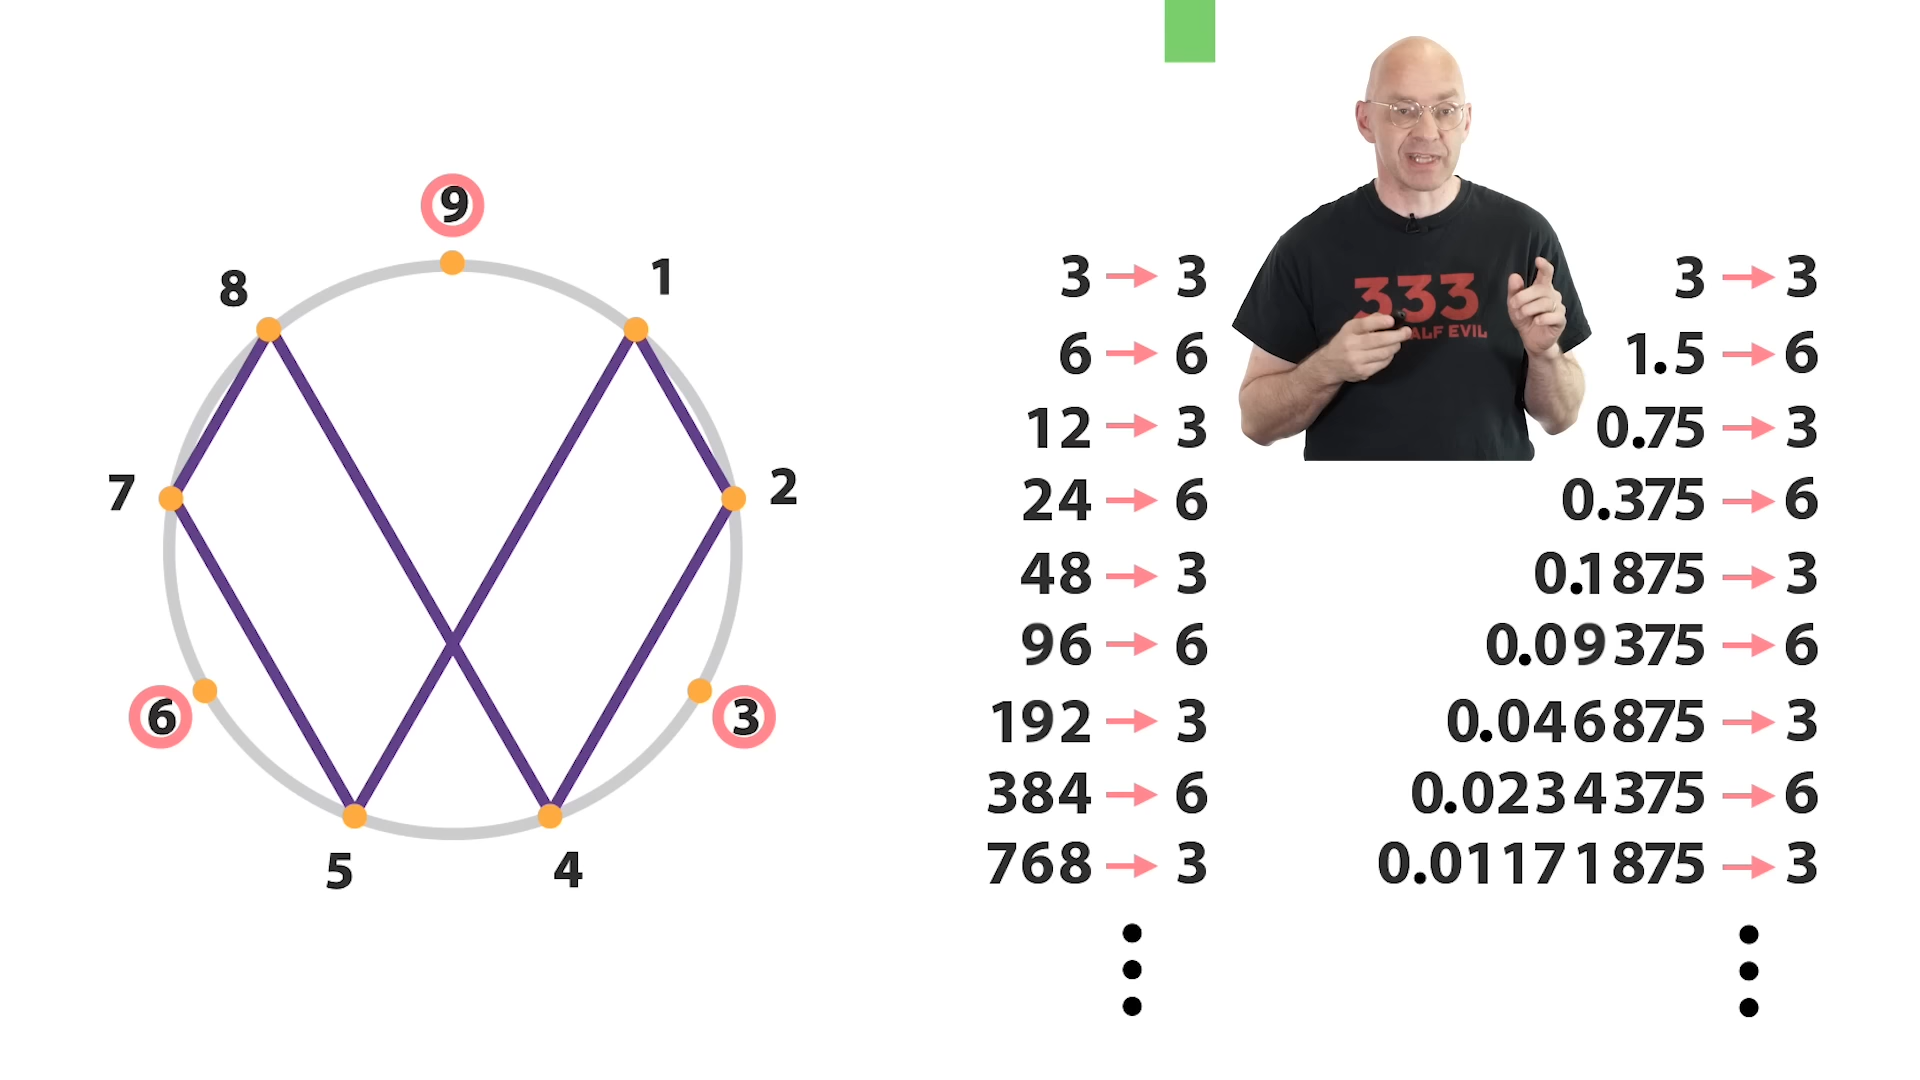 9
8
1
7
2
6
3
5
4
3 → 3
6 → 6
12 → 3
24 → 6
48 → 3
96 → 6
192 → 3
384 → 6
768 → 3
333
ALF EVIL
3 → 3
1.5 → 6
0.75 → 3
0.375 → 6
0.1875 → 3
0.09375 → 6
0.046875 → 3
0.0234375 → 6
0.01171875 → 3